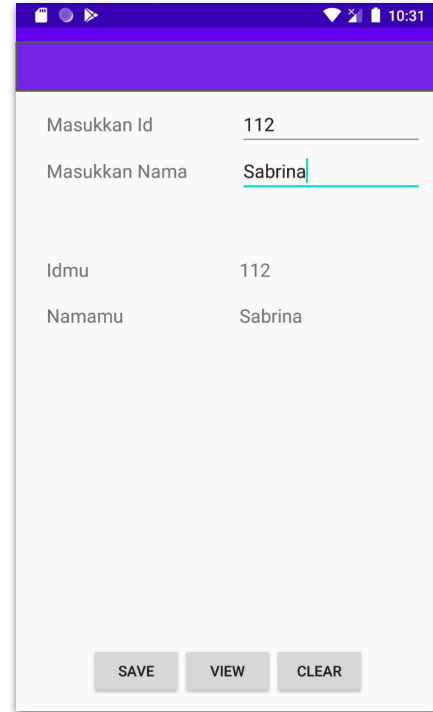 10:31
Masukkan Id 112
Masukkan Nama Sabrina
Idmu 112
Namamu Sabrina
SAVE VIEW CLEAR